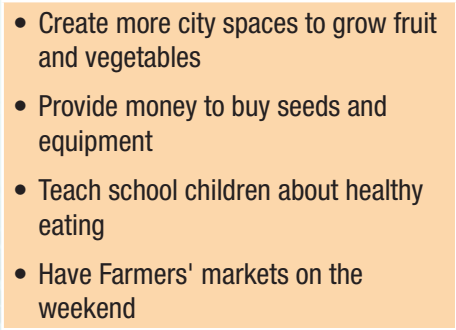 • Create more city spaces to grow fruit
and vegetables
• Provide money to buy seeds and
equipment
• Teach school children about healthy
eating
• Have Farmers' markets on the
weekend